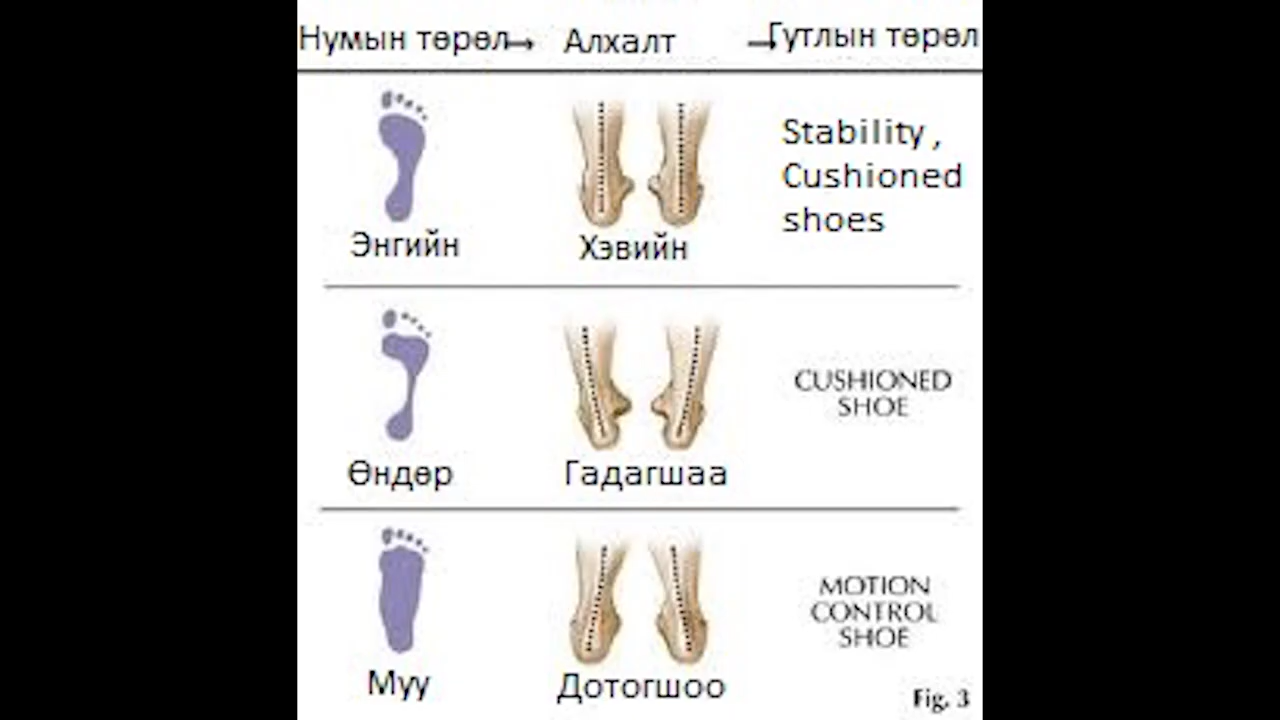 Нумын төрөл→ Алхалт →Гутлын төрөл
Stability ,
Cushioned
shoes
Энгийн Хэвийн
CUSHIONED
SHOE
Өндөр Гадагшаа
MOTION
CONTROL
SHOE
Муу Дотогшоо
Fig. 3